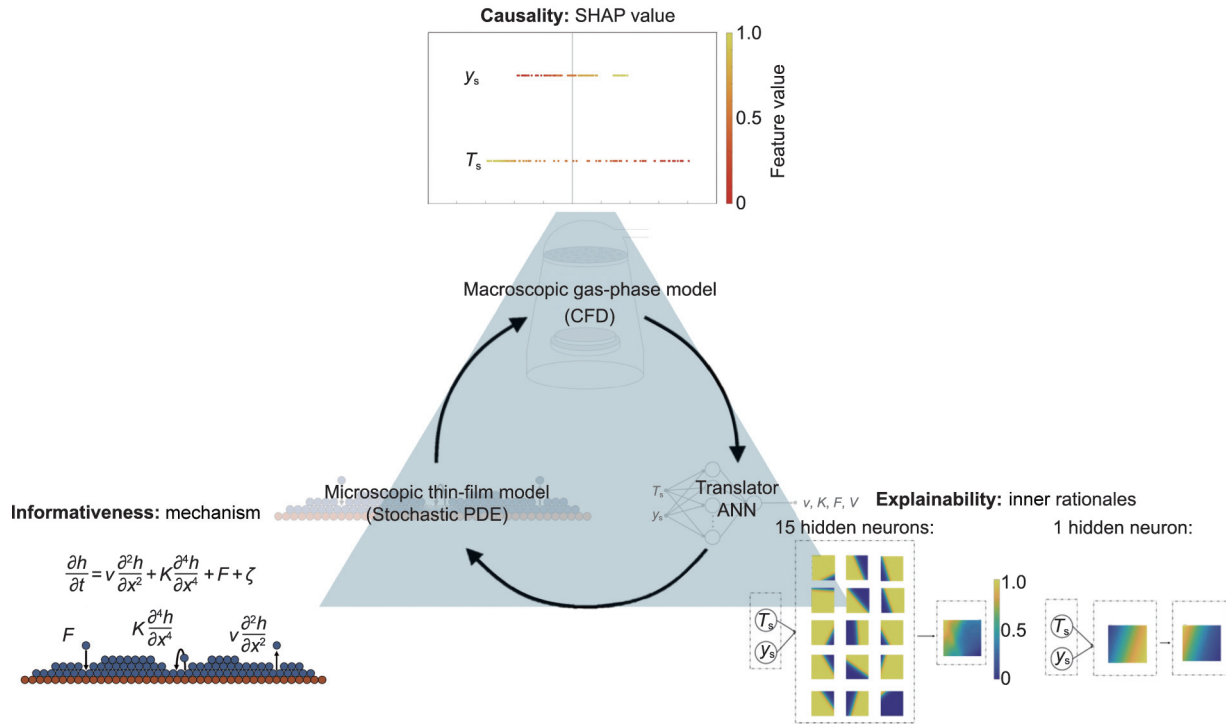 Causality: SHAP value
1.0
0.5
0
Feature value
yₛ
Tₛ
Macroscopic gas-phase model
(CFD)
Microscopic thin-film model
(Stochastic PDE)
Translator
ANN
Tₛ
yₛ
v, K, F, V
Informativeness: mechanism
∂h/∂t = v ∂²h/∂x² + K ∂⁴h/∂x⁴ + F + ζ
F
K ∂⁴h/∂x⁴
v ∂²h/∂x²
Explainability: inner rationales
15 hidden neurons:
1 hidden neuron:
Tₛ
yₛ
1.0
0.5
0
Tₛ
yₛ